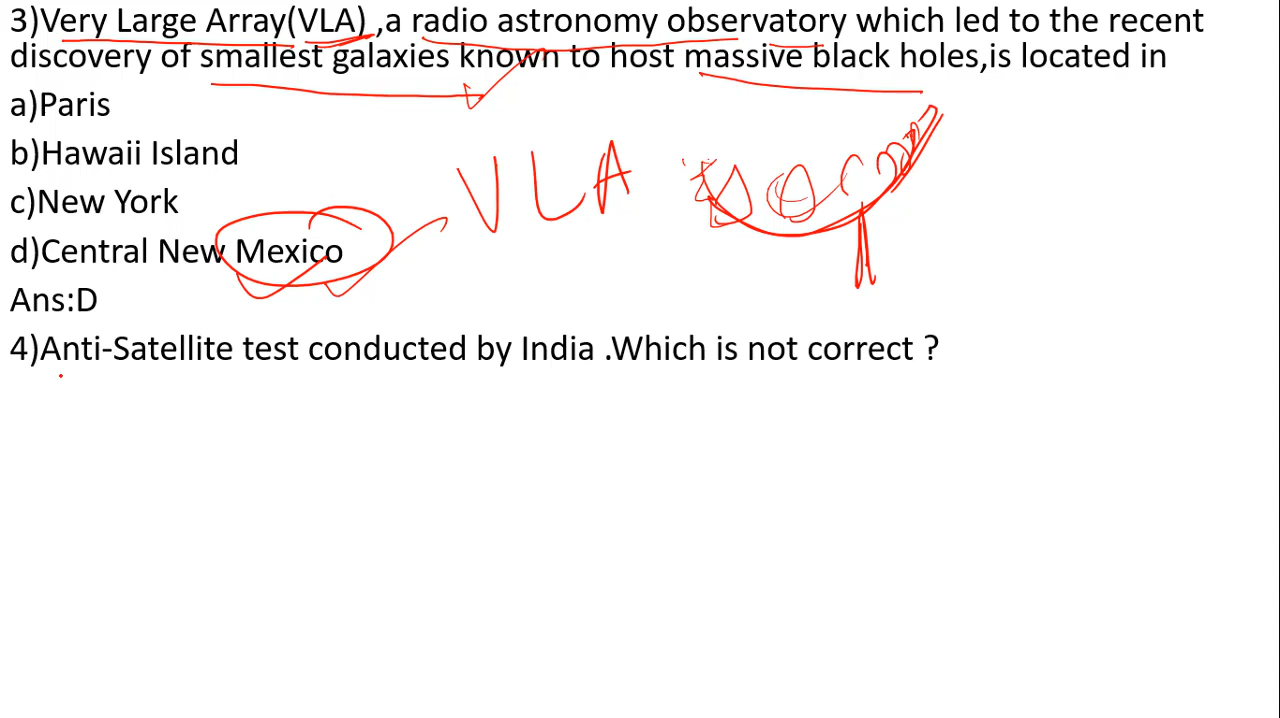 3)Very Large Array(VLA) ,a radio astronomy observatory which led to the recent
discovery of smallest galaxies known to host massive black holes,is located in
a)Paris
b)Hawaii Island
c)New York
VLA
d)Central New Mexico
Ans:D
4)Anti-Satellite test conducted by India .Which is not correct ?